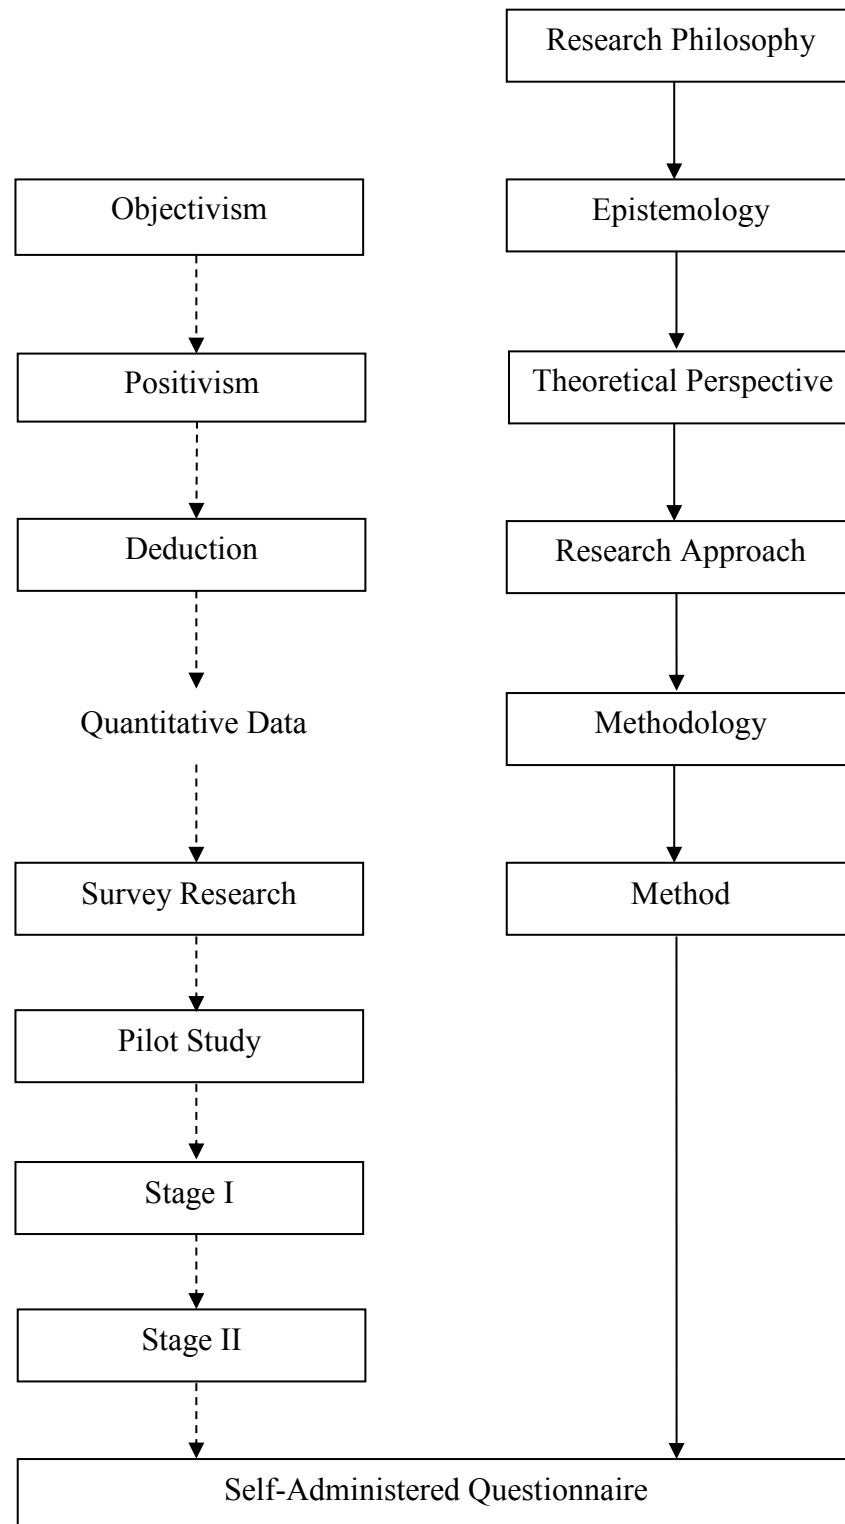 Research Philosophy
Objectivism
Epistemology
Positivism
Theoretical Perspective
Deduction
Research Approach
Quantitative Data
Methodology
Survey Research
Method
Pilot Study
Stage I
Stage II
Self-Administered Questionnaire